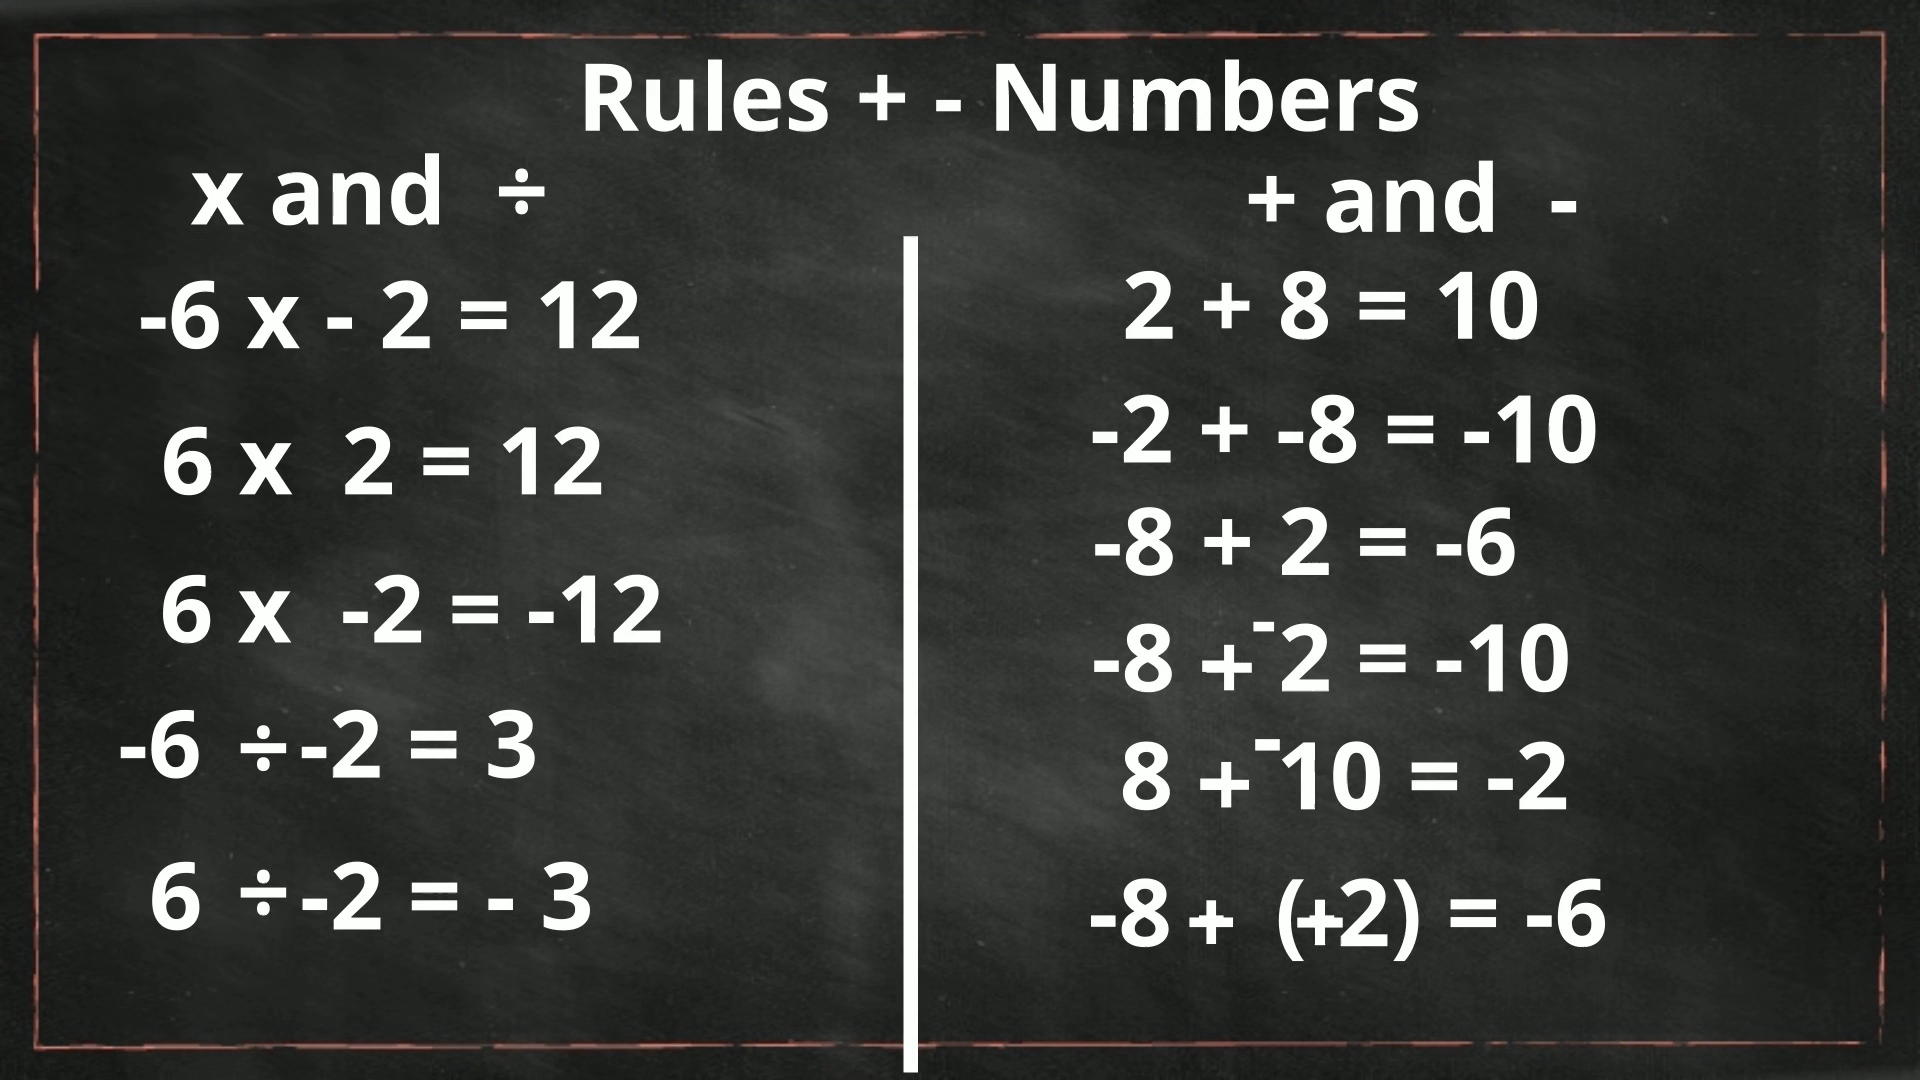 Rules + - Numbers
x and ÷
-6 x - 2 = 12
6 x 2 = 12
6 x -2 = -12
-6 ÷ -2 = 3
6 ÷ -2 = - 3
+ and -
2 + 8 = 10
-2 + -8 = -10
-8 + 2 = -6
-8 + -2 = -10
8 + -10 = -2
-8 + (+2) = -6